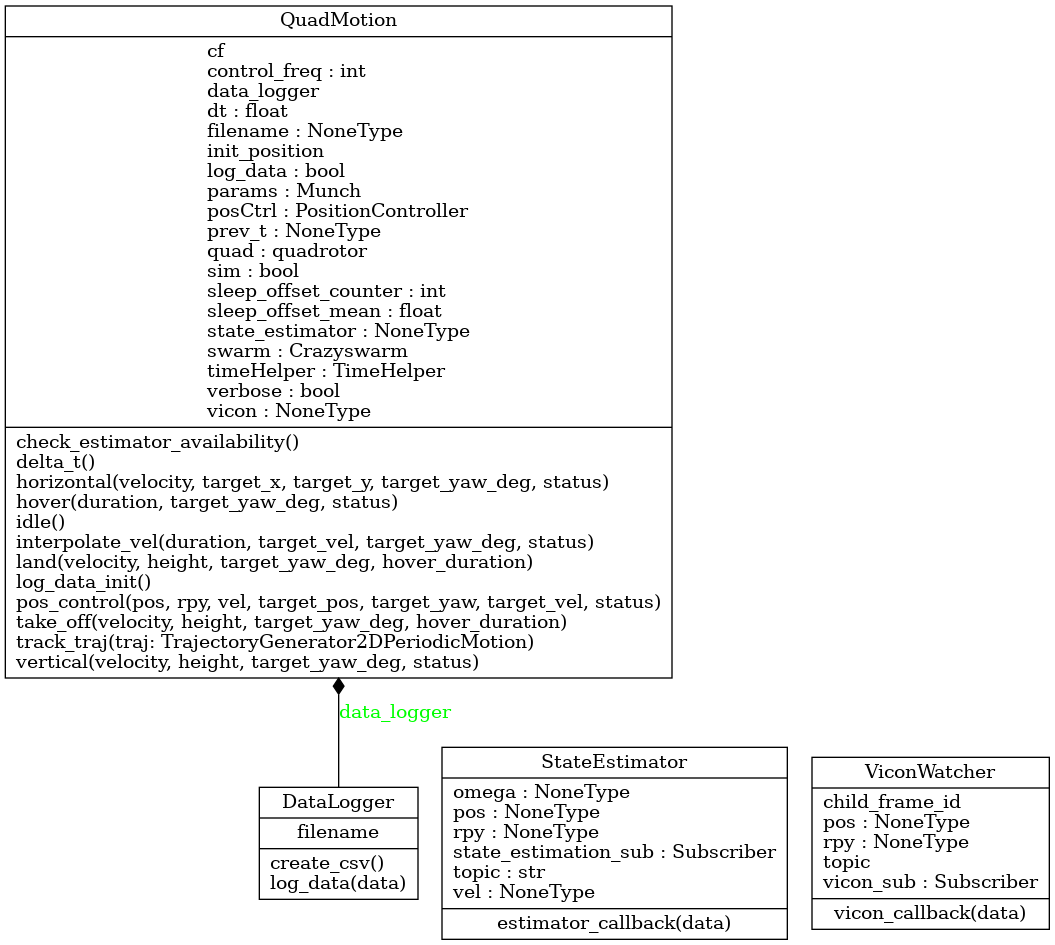 QuadMotion
cf
control_freq : int
data_logger
dt : float
filename : NoneType
init_position
log_data : bool
params : Munch
posCtrl : PositionController
prev_t : NoneType
quad : quadrotor
sim : bool
sleep_offset_counter : int
sleep_offset_mean : float
state_estimator : NoneType
swarm : Crazyswarm
timeHelper : TimeHelper
verbose : bool
vicon : NoneType
check_estimator_availability()
delta_t()
horizontal(velocity, target_x, target_y, target_yaw_deg, status)
hover(duration, target_yaw_deg, status)
idle()
interpolate_vel(duration, target_vel, target_yaw_deg, status)
land(velocity, height, target_yaw_deg, hover_duration)
log_data_init()
pos_control(pos, rpy, vel, target_pos, target_yaw, target_vel, status)
take_off(velocity, height, target_yaw_deg, hover_duration)
track_traj(traj: TrajectoryGenerator2DPeriodicMotion)
vertical(velocity, height, target_yaw_deg, status)
data_logger
DataLogger
filename
create_csv()
log_data(data)
StateEstimator
omega : NoneType
pos : NoneType
rpy : NoneType
state_estimation_sub : Subscriber
topic : str
vel : NoneType
estimator_callback(data)
ViconWatcher
child_frame_id
pos : NoneType
rpy : NoneType
topic
vicon_sub : Subscriber
vicon_callback(data)